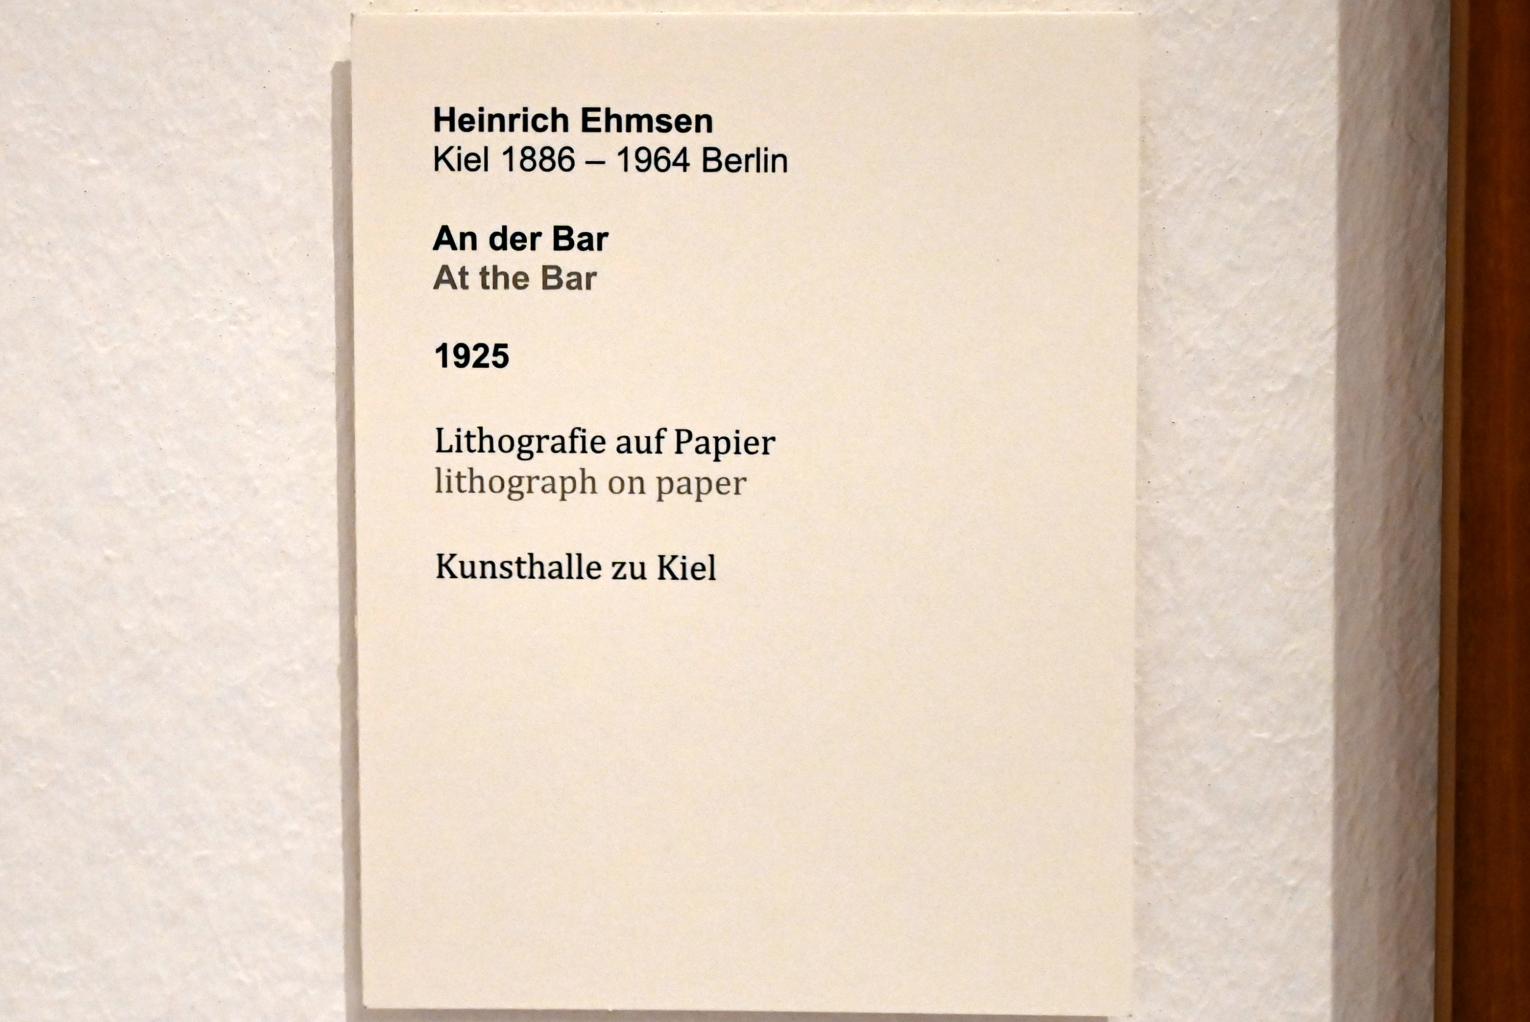 Heinrich Ehmsen
Kiel 1886 – 1964 Berlin
An der Bar
At the Bar
1925
Lithografie auf Papier
lithograph on paper
Kunsthalle zu Kiel